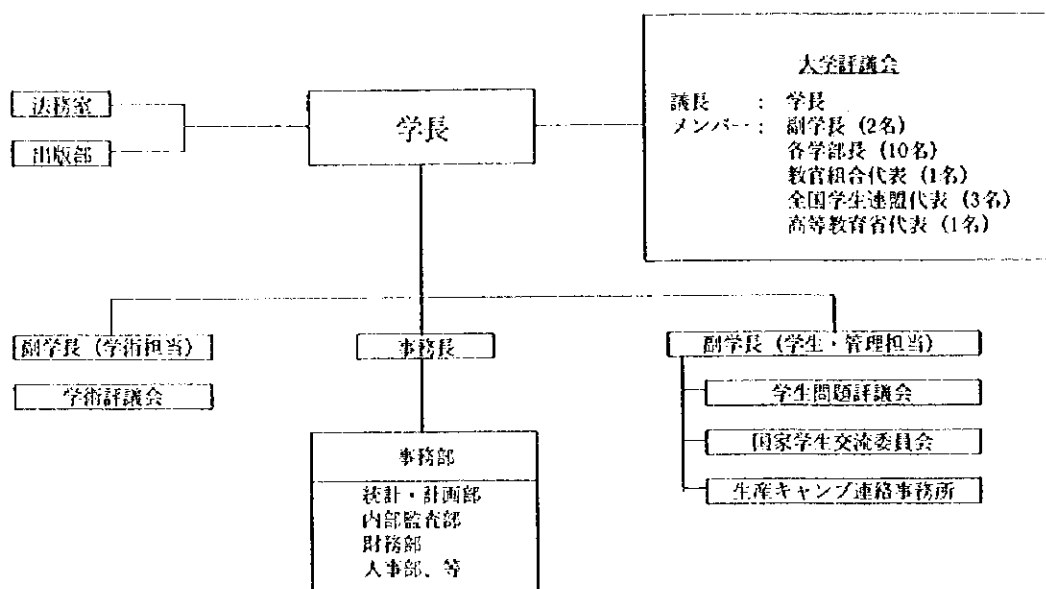 大学評議会
議長 : 学長
メンバー : 副学長 (2名)
各学部長 (10名)
教官組合代表 (1名)
全国学生連盟代表 (3名)
高等教育省代表 (1名)
法務室
出版部
学長
副学長 (学術担当)
学術評議会
事務長
事務部
統計・計画部
内部監査部
財務部
人事部、等
副学長 (学生・管理担当)
学生問題評議会
国家学生交流委員会
生産キャンプ連絡事務所